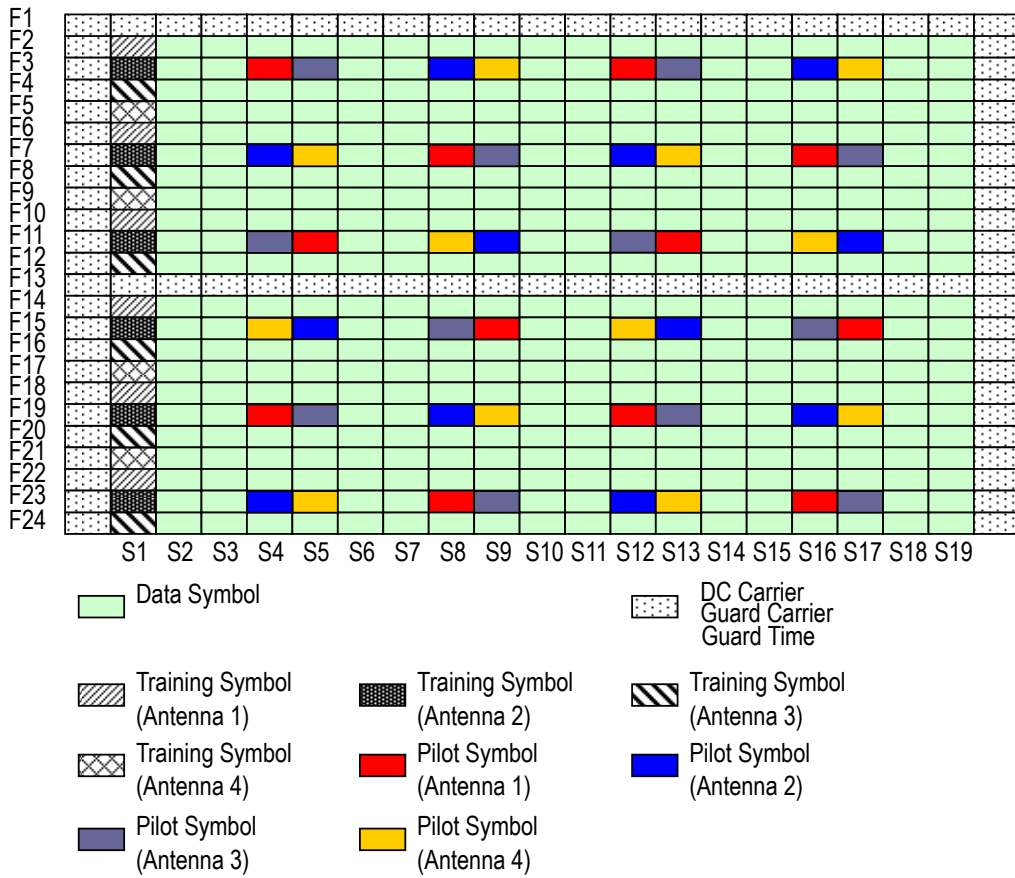 F1
F2
F3
F4
F5
F6
F7
F8
F9
F10
F11
F12
F13
F14
F15
F16
F17
F18
F19
F20
F21
F22
F23
F24
S1 S2 S3 S4 S5 S6 S7 S8 S9 S10 S11 S12 S13 S14 S15 S16 S17 S18 S19
Data Symbol
DC Carrier
Guard Carrier
Guard Time
Training Symbol
(Antenna 1)
Training Symbol
(Antenna 2)
Training Symbol
(Antenna 3)
Training Symbol
(Antenna 4)
Pilot Symbol
(Antenna 1)
Pilot Symbol
(Antenna 2)
Pilot Symbol
(Antenna 3)
Pilot Symbol
(Antenna 4)